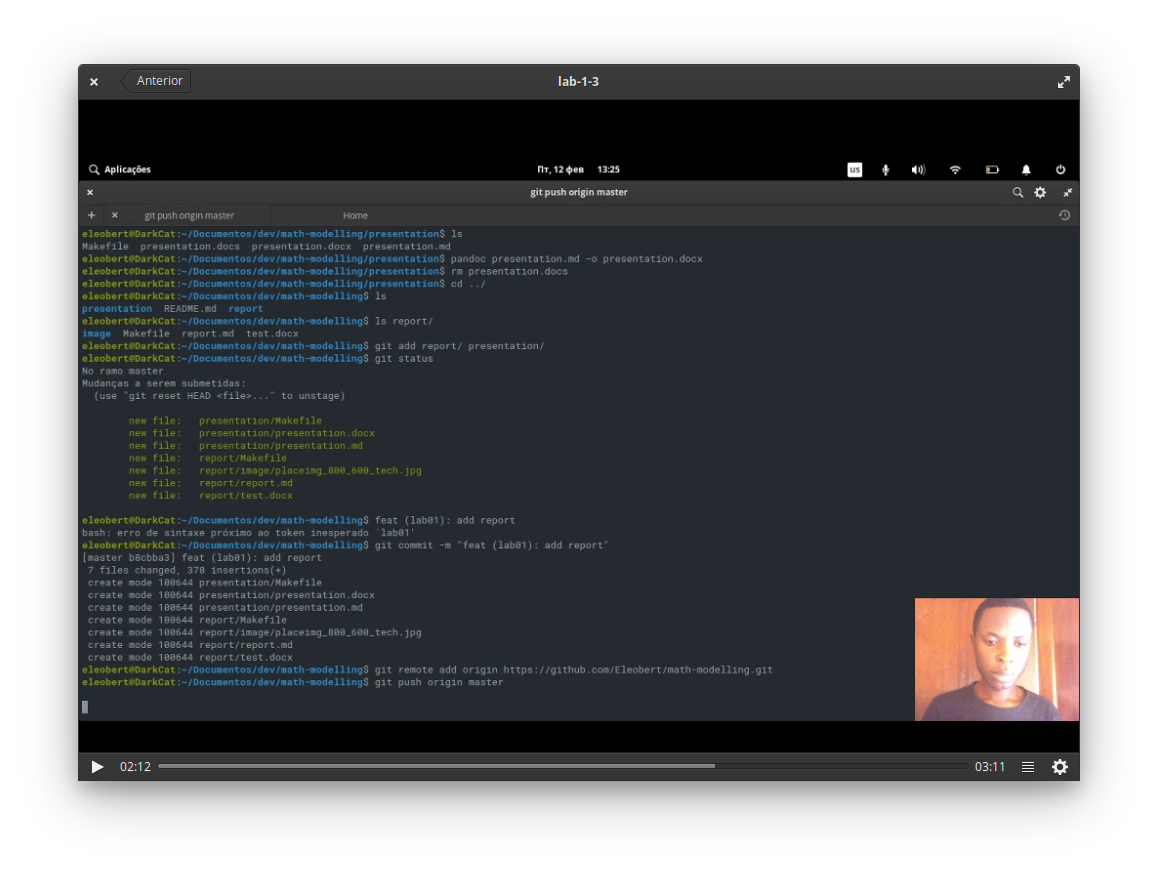 Anterior
lab-1-3
Aplicações
Пт, 12 фев 13:25
us
git push origin master
git push origin master
Home
eleobert@DarkCat:~/Documentos/dev/math-modelling/presentation$ ls
Makefile presentation.docs presentation.docx presentation.md
eleobert@DarkCat:~/Documentos/dev/math-modelling/presentation$ pandoc presentation.md -o presentation.docx
eleobert@DarkCat:~/Documentos/dev/math-modelling/presentation$ rm presentation.docs
eleobert@DarkCat:~/Documentos/dev/math-modelling/presentation$ cd ../
eleobert@DarkCat:~/Documentos/dev/math-modelling$ ls
presentation README.md report
eleobert@DarkCat:~/Documentos/dev/math-modelling$ ls report/
image Makefile report.md test.docx
eleobert@DarkCat:~/Documentos/dev/math-modelling$ git add report/ presentation/
eleobert@DarkCat:~/Documentos/dev/math-modelling$ git status
No ramo master
Mudanças a serem submetidas:
(use "git reset HEAD <file>..." to unstage)
new file: presentation/Makefile
new file: presentation/presentation.docx
new file: presentation/presentation.md
new file: report/Makefile
new file: report/image/placeimg_800_600_tech.jpg
new file: report/report.md
new file: report/test.docx
eleobert@DarkCat:~/Documentos/dev/math-modelling$ feat (lab01): add report
bash: erro de sintaxe próximo ao token inesperado `lab01'
eleobert@DarkCat:~/Documentos/dev/math-modelling$ git commit -m "feat (lab01): add report"
[master b8cbba3] feat (lab01): add report
7 files changed, 378 insertions(+)
create mode 100644 presentation/Makefile
create mode 100644 presentation/presentation.docx
create mode 100644 presentation/presentation.md
create mode 100644 report/Makefile
create mode 100644 report/image/placeimg_800_600_tech.jpg
create mode 100644 report/report.md
create mode 100644 report/test.docx
eleobert@DarkCat:~/Documentos/dev/math-modelling$ git remote add origin https://github.com/Eleobert/math-modelling.git
eleobert@DarkCat:~/Documentos/dev/math-modelling$ git push origin master
02:12
03:11